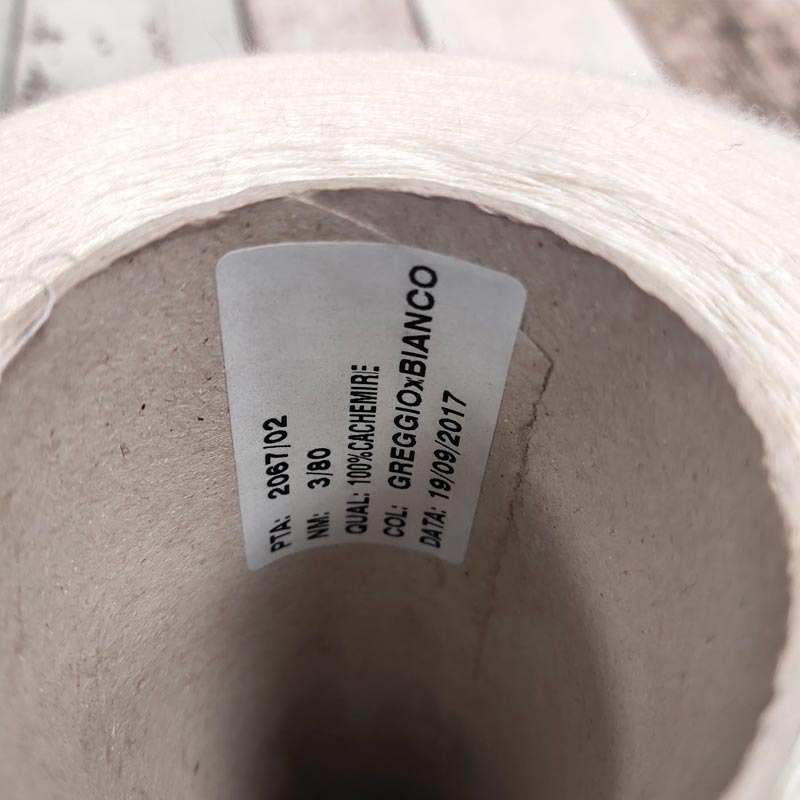 PTA: 2067/02
NM: 3/80
QUAL: 100%CACHEMIRE
COL: GREGGIOxBIANCO
DATA: 19/09/2017